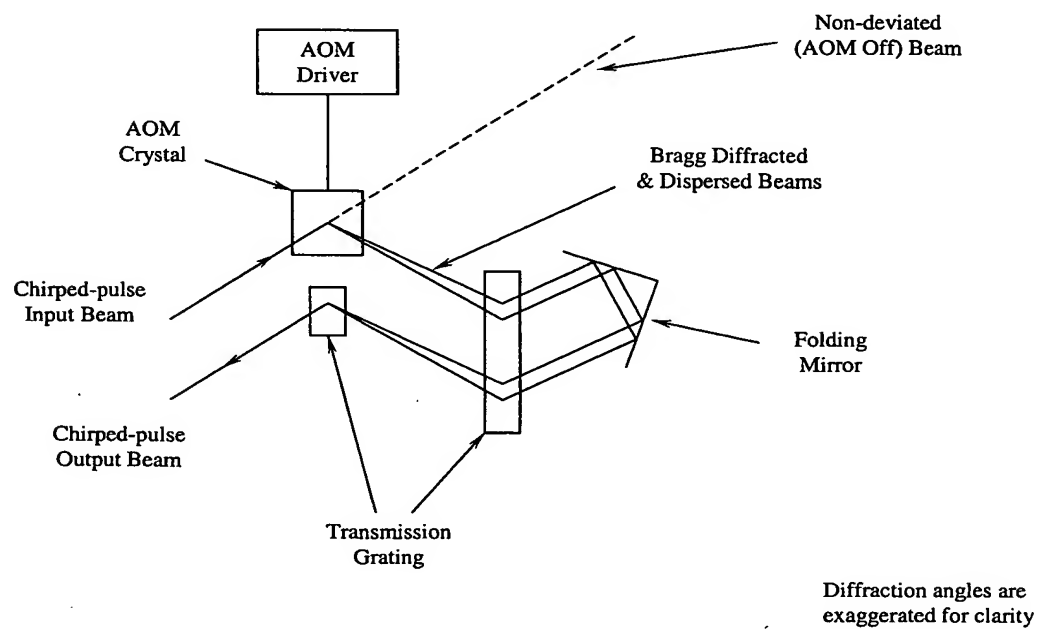 Non-deviated
(AOM Off) Beam
AOM
Driver
AOM
Crystal
Bragg Diffracted
& Dispersed Beams
Chirped-pulse
Input Beam
Folding
Mirror
Chirped-pulse
Output Beam
Transmission
Grating
Diffraction angles are
exaggerated for clarity